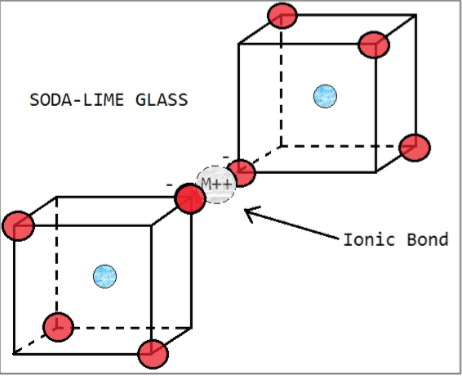 SODA-LIME GLASS
-
-
M++
Ionic Bond